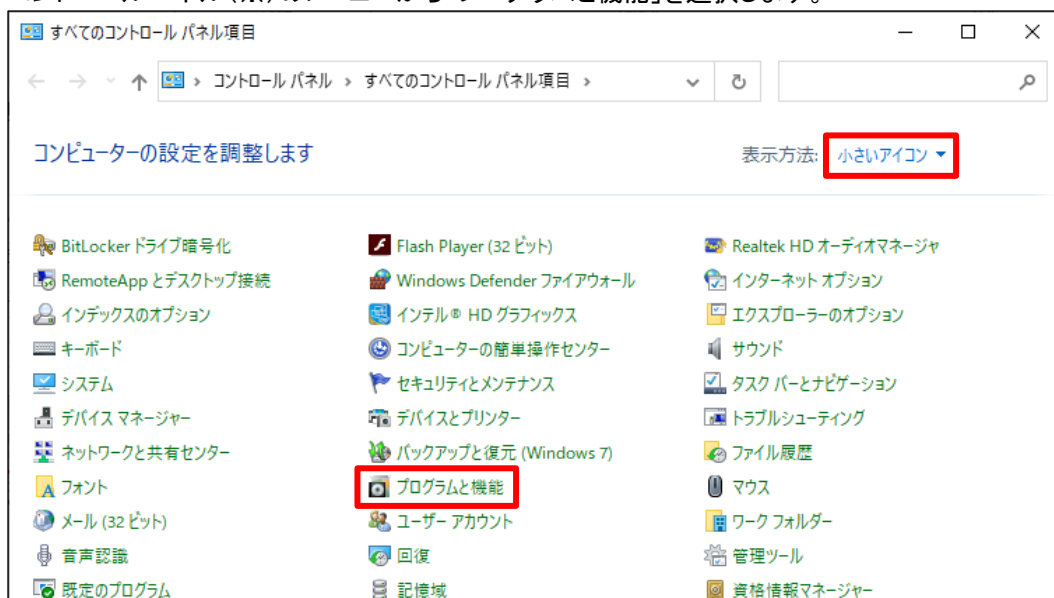 機能」を選択します。
すべてのコントロール パネル項目
コントロール パネル > すべてのコントロール パネル項目 >
コンピューターの設定を調整します
表示方法: 小さいアイコン
BitLocker ドライブ暗号化
Flash Player (32 ビット)
Realtek HD オーディオマネージャ
RemoteApp とデスクトップ接続
Windows Defender ファイアウォール
インターネット オプション
インデックスのオプション
インテル® HD グラフィックス
エクスプローラーのオプション
キーボード
コンピューターの簡単操作センター
サウンド
システム
セキュリティとメンテナンス
タスク バーとナビゲーション
デバイス マネージャー
デバイスとプリンター
トラブルシューティング
ネットワークと共有センター
バックアップと復元 (Windows 7)
ファイル履歴
フォント
プログラムと機能
マウス
メール (32 ビット)
ユーザー アカウント
ワーク フォルダー
音声認識
回復
管理ツール
既定のプログラム
記憶域
資格情報マネージャー